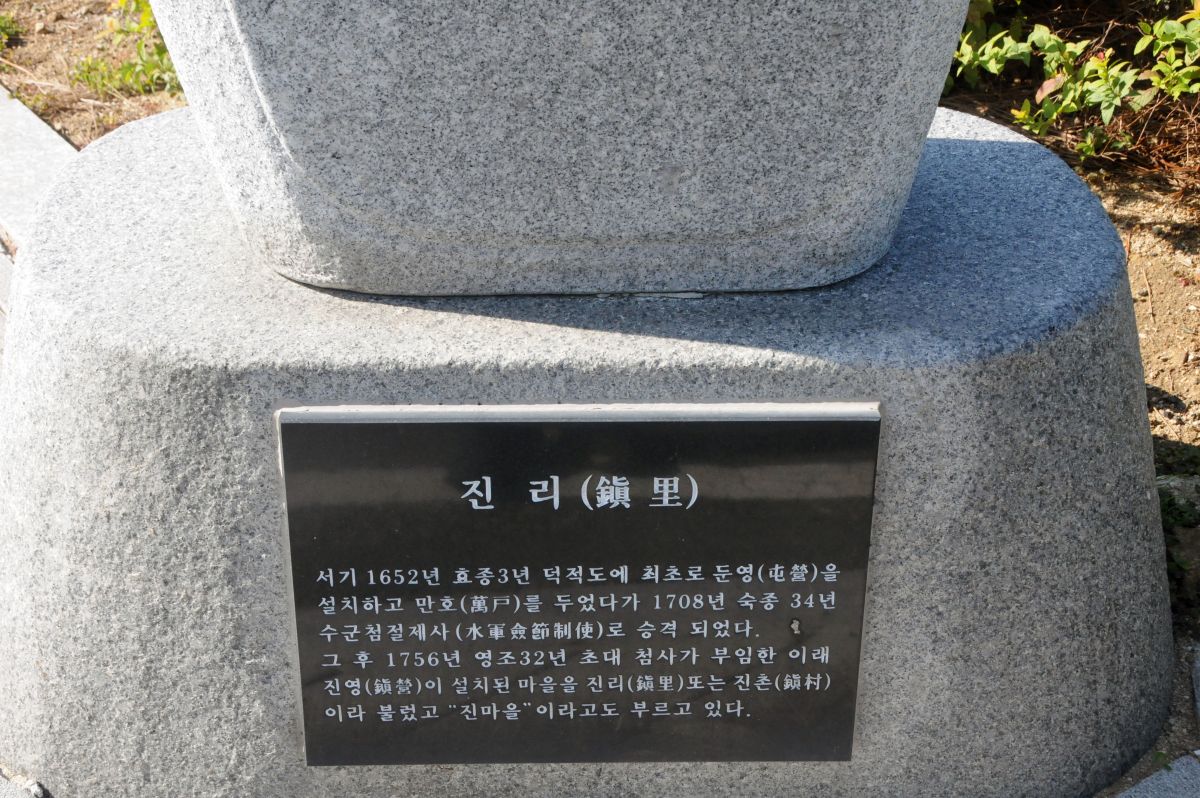 진 리 (鎭 里)
서기 1652년 효종3년 덕적도에 최초로 둔영(屯營)을
설치하고 만호(萬戶)를 두었다가 1708년 숙종 34년
수군첨절제사(水軍僉節制使)로 승격 되었다.
그 후 1756년 영조32년 초대 첨사가 부임한 이래
진영(鎭營)이 설치된 마을을 진리(鎭里)또는 진촌(鎭村)
이라 불렀고 "진마을"이라고도 부르고 있다.